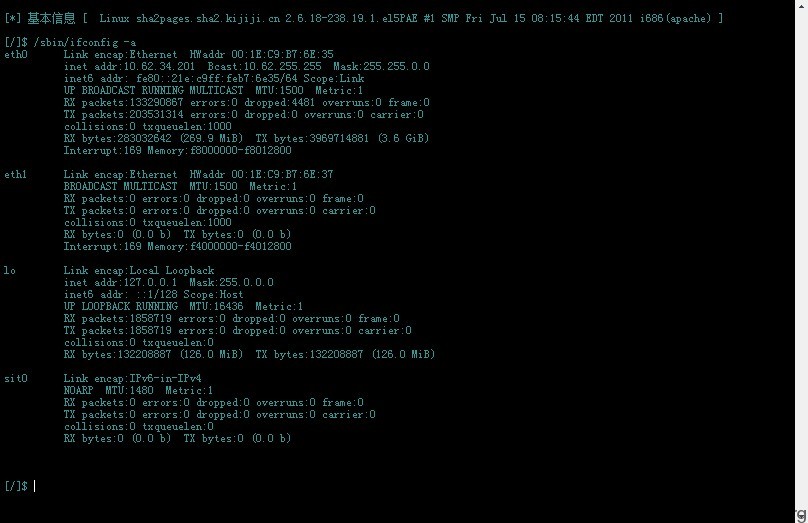 [*] 基本信息 [  Linux sha2pages.sha2.kijiji.cn 2.6.18-238.19.1.el5PAE #1 SMP Fri Jul 15 08:15:44 EDT 2011 i686(apache) ]
[/]$ /sbin/ifconfig -a
eth0      Link encap:Ethernet  HWaddr 00:1E:C9:B7:6E:35
          inet addr:10.62.34.201  Bcast:10.62.255.255  Mask:255.255.0.0
          inet6 addr: fe80::21e:c9ff:feb7:6e35/64 Scope:Link
          UP BROADCAST RUNNING MULTICAST  MTU:1500  Metric:1
          RX packets:133290867 errors:0 dropped:4481 overruns:0 frame:0
          TX packets:203531314 errors:0 dropped:0 overruns:0 carrier:0
          collisions:0 txqueuelen:1000
          RX bytes:283032642 (269.9 MiB)  TX bytes:3969714881 (3.6 GiB)
          Interrupt:169 Memory:f8000000-f8012800
eth1      Link encap:Ethernet  HWaddr 00:1E:C9:B7:6E:37
          BROADCAST MULTICAST  MTU:1500  Metric:1
          RX packets:0 errors:0 dropped:0 overruns:0 frame:0
          TX packets:0 errors:0 dropped:0 overruns:0 carrier:0
          collisions:0 txqueuelen:1000
          RX bytes:0 (0.0 b)  TX bytes:0 (0.0 b)
          Interrupt:169 Memory:f4000000-f4012800
lo        Link encap:Local Loopback
          inet addr:127.0.0.1  Mask:255.0.0.0
          inet6 addr: ::1/128 Scope:Host
          UP LOOPBACK RUNNING  MTU:16436  Metric:1
          RX packets:1858719 errors:0 dropped:0 overruns:0 frame:0
          TX packets:1858719 errors:0 dropped:0 overruns:0 carrier:0
          collisions:0 txqueuelen:0
          RX bytes:132208887 (126.0 MiB)  TX bytes:132208887 (126.0 MiB)
sit0      Link encap:IPv6-in-IPv4
          NOARP  MTU:1480  Metric:1
          RX packets:0 errors:0 dropped:0 overruns:0 frame:0
          TX packets:0 errors:0 dropped:0 overruns:0 carrier:0
          collisions:0 txqueuelen:0
          RX bytes:0 (0.0 b)  TX bytes:0 (0.0 b)
[/]$